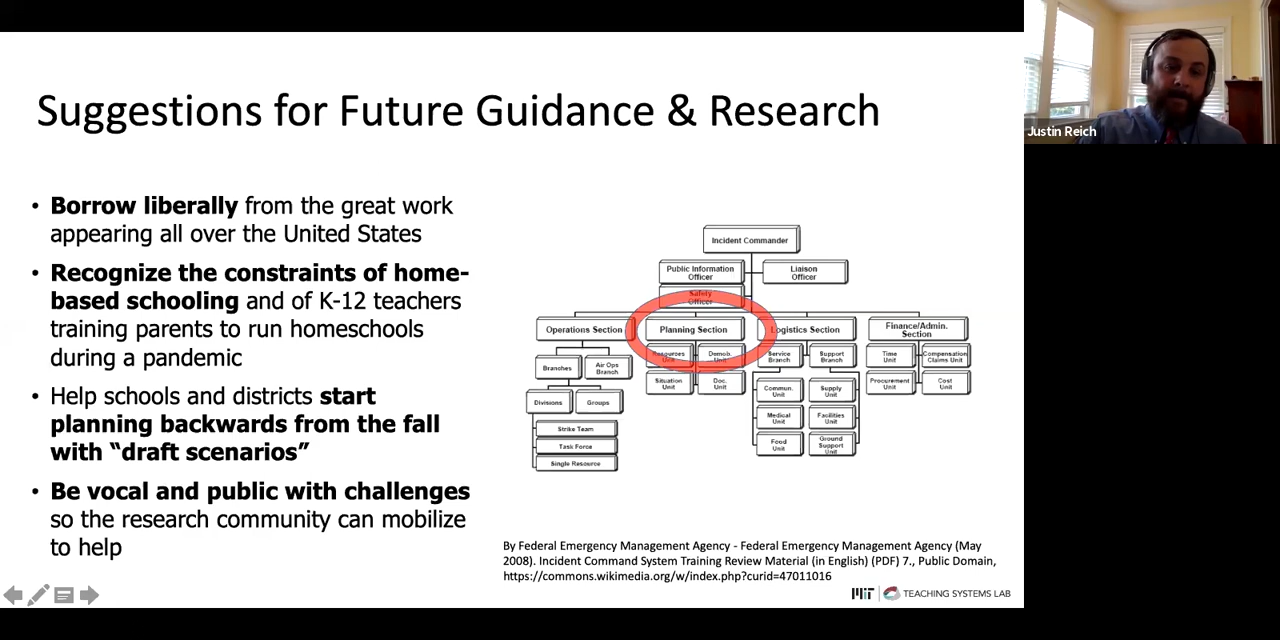 Suggestions for Future Guidance & Research
• Borrow liberally from the great work
appearing all over the United States
• Recognize the constraints of home-
based schooling and of K-12 teachers
training parents to run homeschools
during a pandemic
• Help schools and districts start
planning backwards from the fall
with “draft scenarios”
• Be vocal and public with challenges
so the research community can mobilize
to help
Incident Commander
Public Information
Officer
Liaison
Officer
Safety
Officer
Operations Section
Planning Section
Logistics Section
Finance/Admin.
Section
Branches
Air Ops
Branch
Divisions
Groups
Strike Team
Task Force
Single Resource
Resources
Unit
Demob.
Unit
Situation
Unit
Doc.
Unit
Service
Branch
Support
Branch
Commun.
Unit
Supply
Unit
Medical
Unit
Facilities
Unit
Food
Unit
Ground
Support
Unit
Time
Unit
Compensation
Claims Unit
Procurement
Unit
Cost
Unit
By Federal Emergency Management Agency - Federal Emergency Management Agency (May
2008). Incident Command System Training Review Material (in English) (PDF) 7., Public Domain,
https://commons.wikimedia.org/w/index.php?curid=47011016
MIT
TEACHING SYSTEMS LAB
Justin Reich